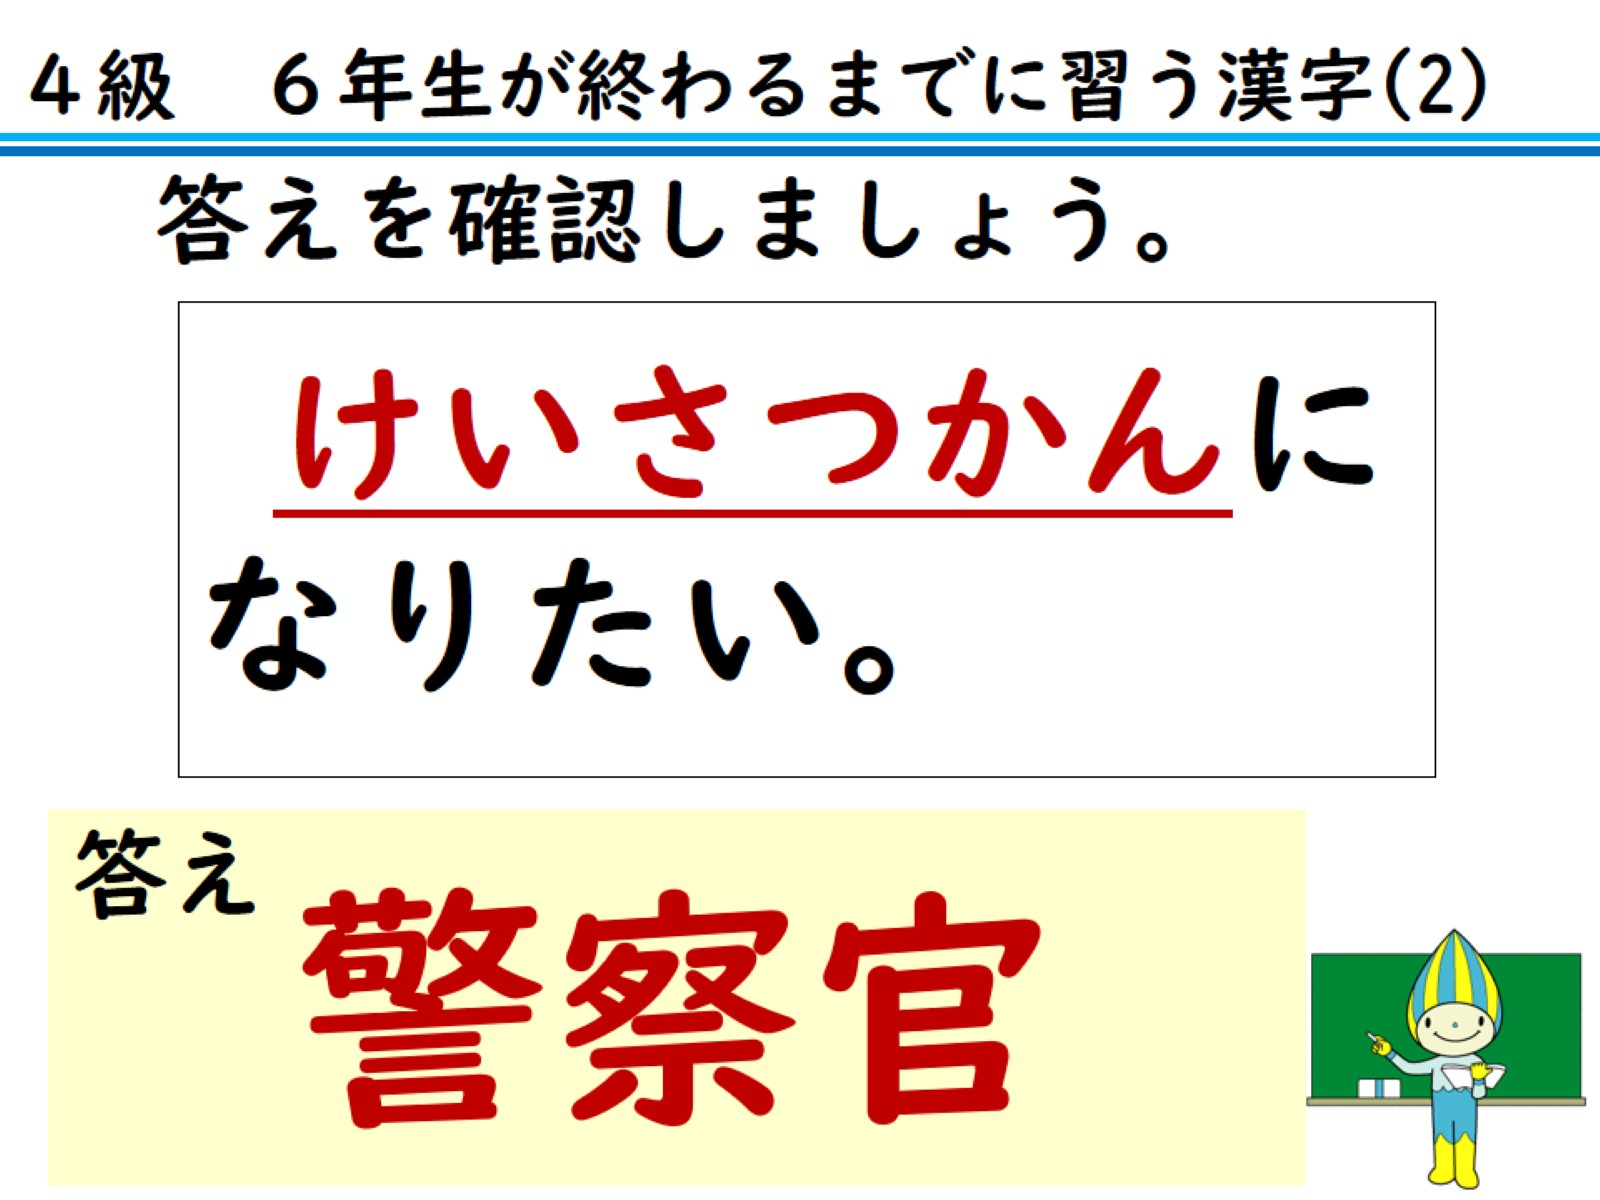 ４級　６年生が終わるまでに習う漢字(2)
答えを確認しましょう。
けいさつかんに
なりたい。
答え
警察官